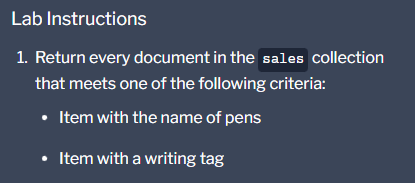 Lab Instructions
1. Return every document in the sales collection
that meets one of the following criteria:
• Item with the name of pens
• Item with a writing tag